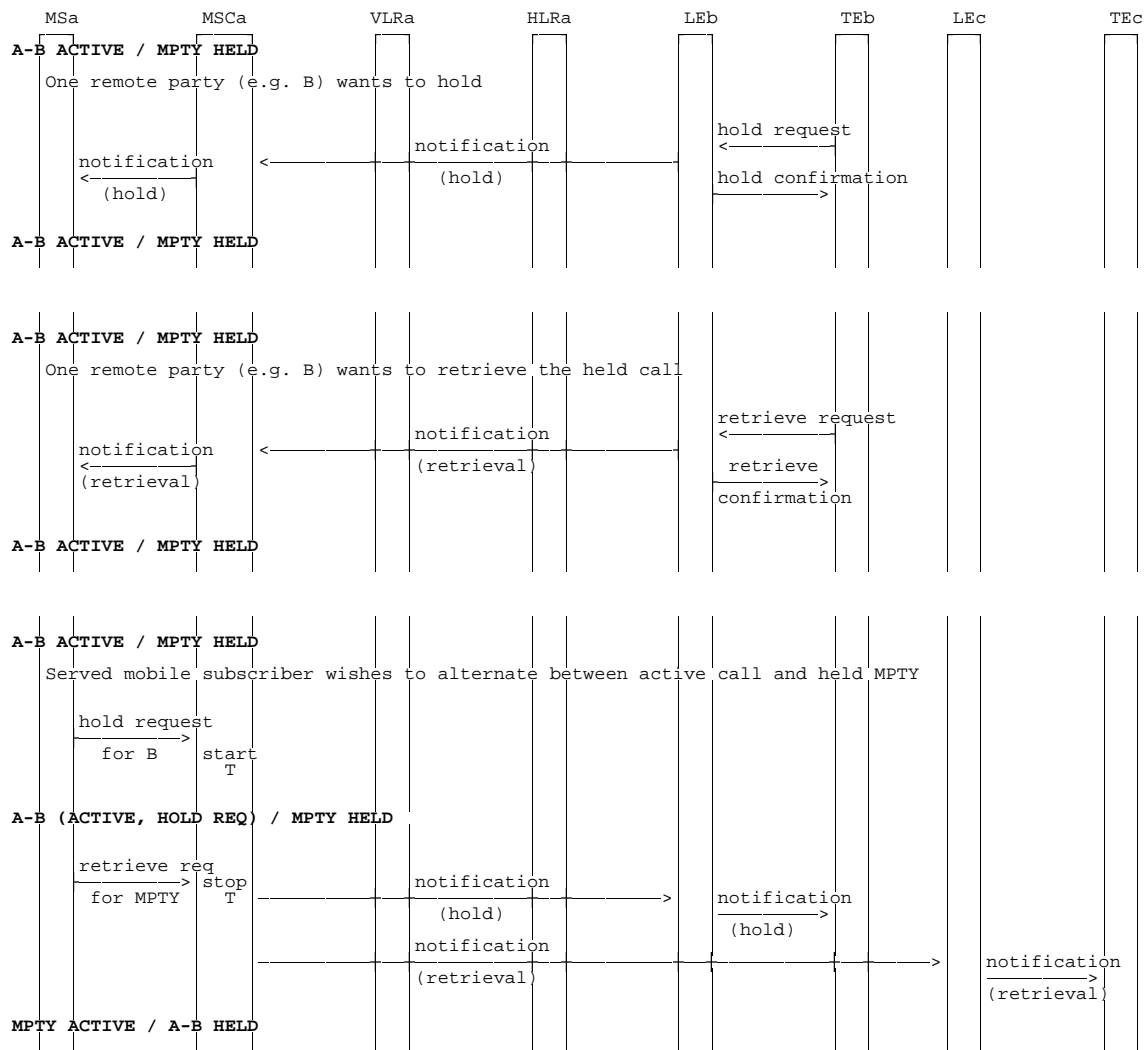 MSa MSCa VLRa HLRa LEb TEb LEc TEc
A-B ACTIVE / MPTY HELD
One remote party (e.g. B) wants to hold
hold request
notification
notification
(hold)
hold confirmation
(hold)
A-B ACTIVE / MPTY HELD
A-B ACTIVE / MPTY HELD
One remote party (e.g. B) wants to retrieve the held call
retrieve request
notification
notification
(retrieval)
retrieve
(retrieval)
confirmation
A-B ACTIVE / MPTY HELD
A-B ACTIVE / MPTY HELD
Served mobile subscriber wishes to alternate between active call and held MPTY
hold request
for B start
T
A-B (ACTIVE, HOLD REQ) / MPTY HELD
retrieve req
stop notification
for MPTY T notification
(hold)
(hold)
notification
notification
(retrieval)
(retrieval)
MPTY ACTIVE / A-B HELD